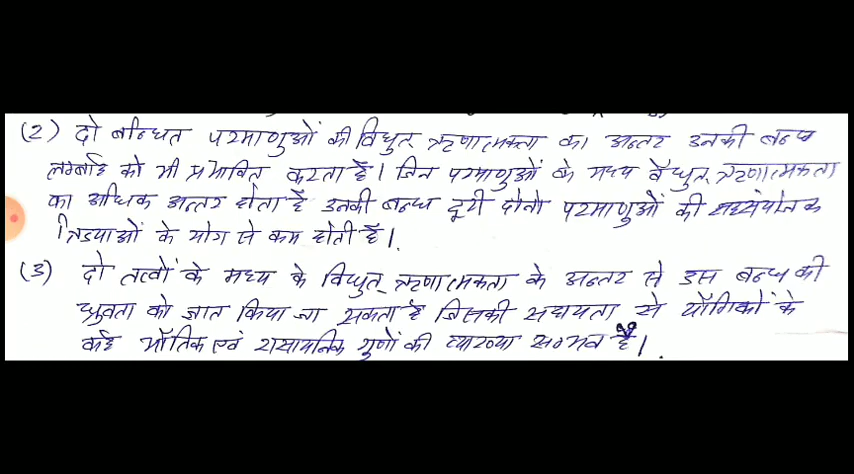 (2) दो बन्धित परमाणुओं की विधुत् ऋणात्मकता का अन्तर उनकी बन्ध
लम्बाई को भी प्रभावित करता है। जिन परमाणुओं के मध्य वैधुत् ऋणात्मकता
का अधिक अन्तर होता है उनकी बन्ध दूरी दोनो परमाणुओं की सहसंयोजक
त्रिज्याओं के योग से कम होती है।
(3) दो तत्वों के मध्य के विधुत् ऋणात्मकता के अन्तर से उस बन्ध की
ध्रुवता को ज्ञात किया जा सकता है जिसकी सहायता से यौगिकों के
कई भौतिक एवं रासायनिक गुणों की व्याख्या सम्भव है।